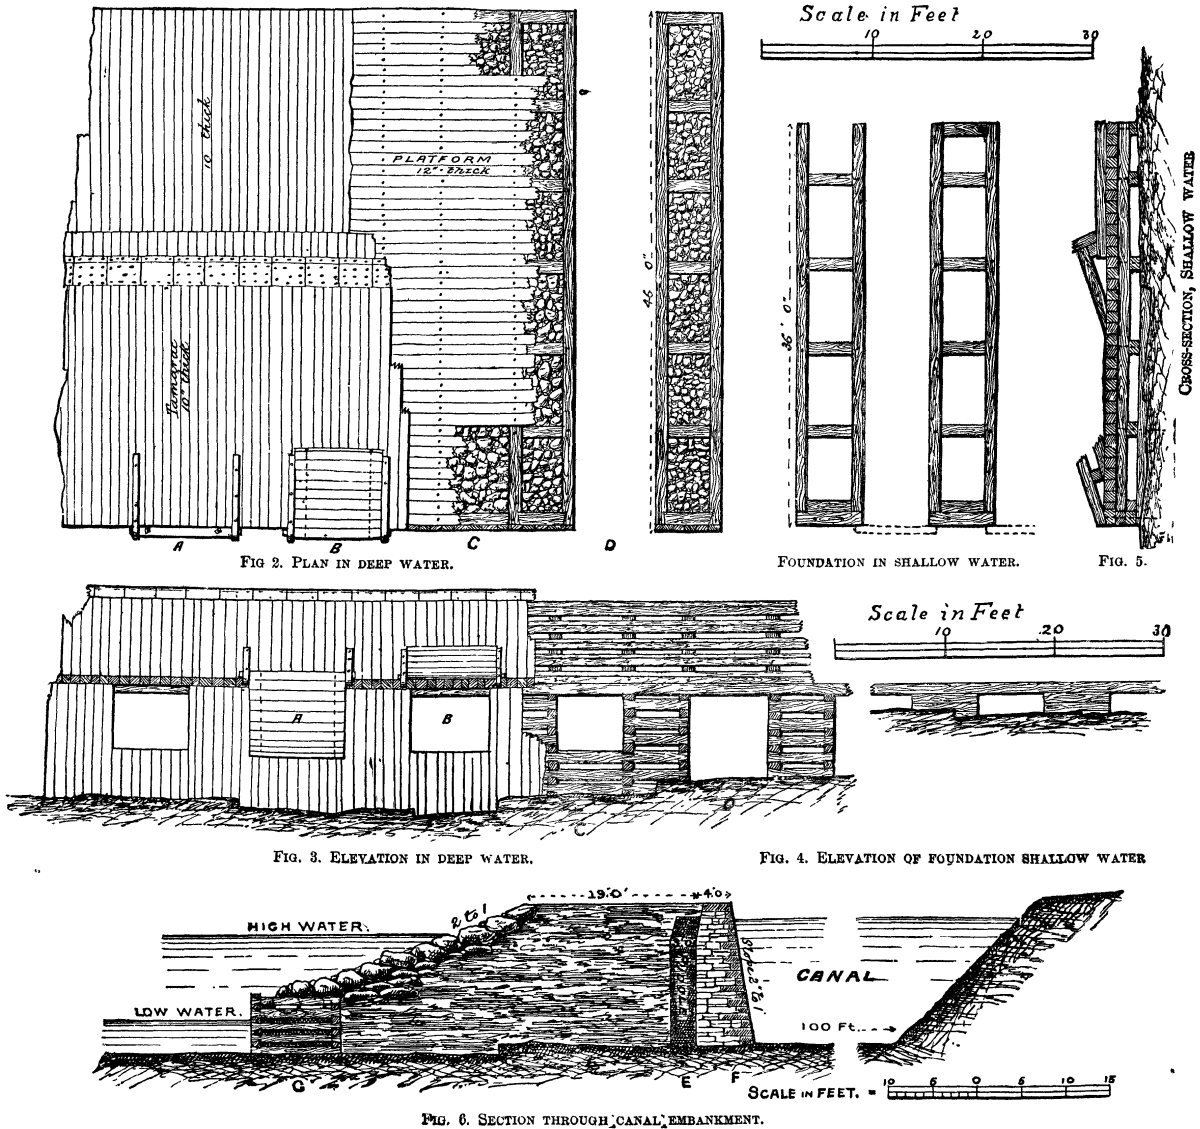 Scale in Feet
10 20 30
10" thick
PLATFORM
12" thick
46' 0"
36' 0"
CROSS-SECTION, SHALLOW WATER
Tamarac
10" thick
A B C D
FIG 2. PLAN IN DEEP WATER.
FOUNDATION IN SHALLOW WATER.
FIG. 5.
Scale in Feet
10 20 30
A B
C D
FIG. 3. ELEVATION IN DEEP WATER.
FIG. 4. ELEVATION OF FOUNDATION SHALLOW WATER
19'.0' 4'.0
2 to 1
HIGH WATER.
PUDDLE
Slope 2" to 1'
CANAL
LOW WATER.
100 Ft.
G E F
SCALE IN FEET. = 10 5 0 5 10 15
FIG. 6. SECTION THROUGH CANAL EMBANKMENT.